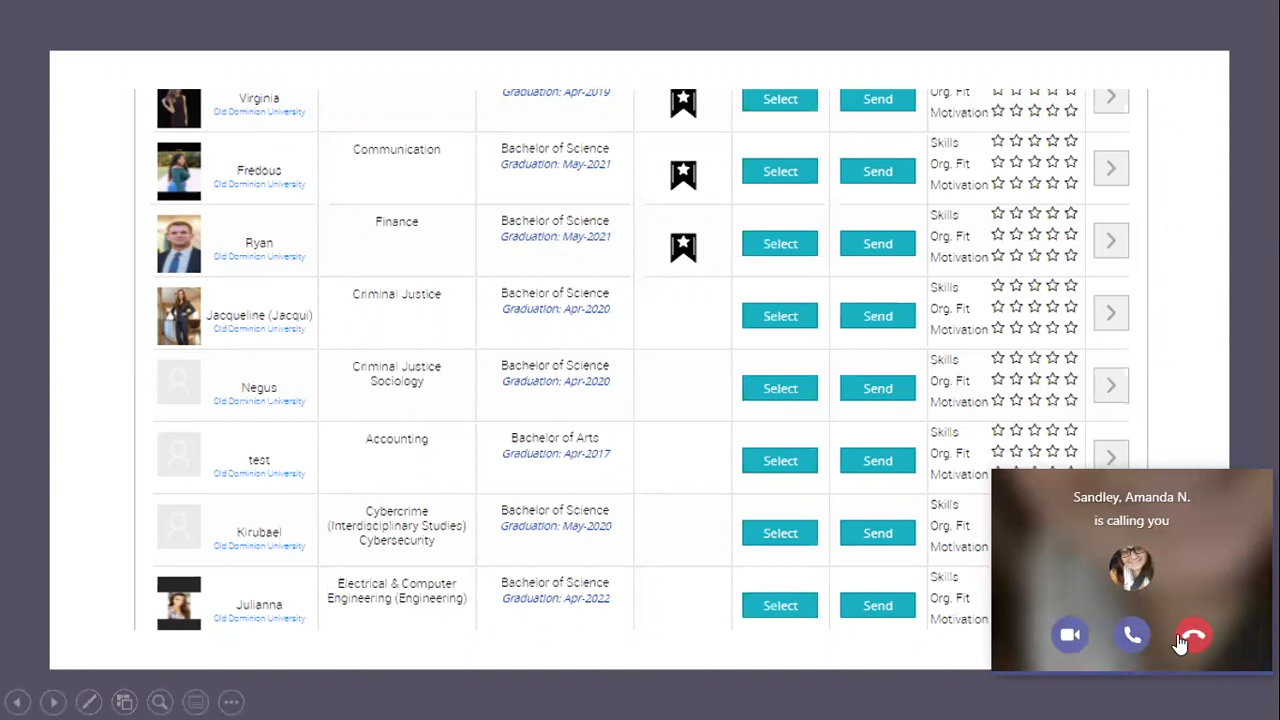 Virginia
Old Dominion University
Graduation: Apr-2019
Select
Send
Org. Fit
Motivation
Fredous
Old Dominion University
Communication
Bachelor of Science
Graduation: May-2021
Select
Send
Skills
Org. Fit
Motivation
Ryan
Old Dominion University
Finance
Bachelor of Science
Graduation: May-2021
Select
Send
Skills
Org. Fit
Motivation
Jacqueline (Jacqui)
Old Dominion University
Criminal Justice
Bachelor of Science
Graduation: Apr-2020
Select
Send
Skills
Org. Fit
Motivation
Negus
Old Dominion University
Criminal Justice
Sociology
Bachelor of Science
Graduation: Apr-2020
Select
Send
Skills
Org. Fit
Motivation
test
Old Dominion University
Accounting
Bachelor of Arts
Graduation: Apr-2017
Select
Send
Skills
Org. Fit
Motivation
Kirubael
Old Dominion University
Cybercrime
(Interdisciplinary Studies)
Cybersecurity
Bachelor of Science
Graduation: May-2020
Select
Send
Skills
Org. Fit
Motivation
Julianna
Old Dominion University
Electrical & Computer
Engineering (Engineering)
Bachelor of Science
Graduation: Apr-2022
Select
Send
Skills
Org. Fit
Motivation
Sandley, Amanda N.
is calling you